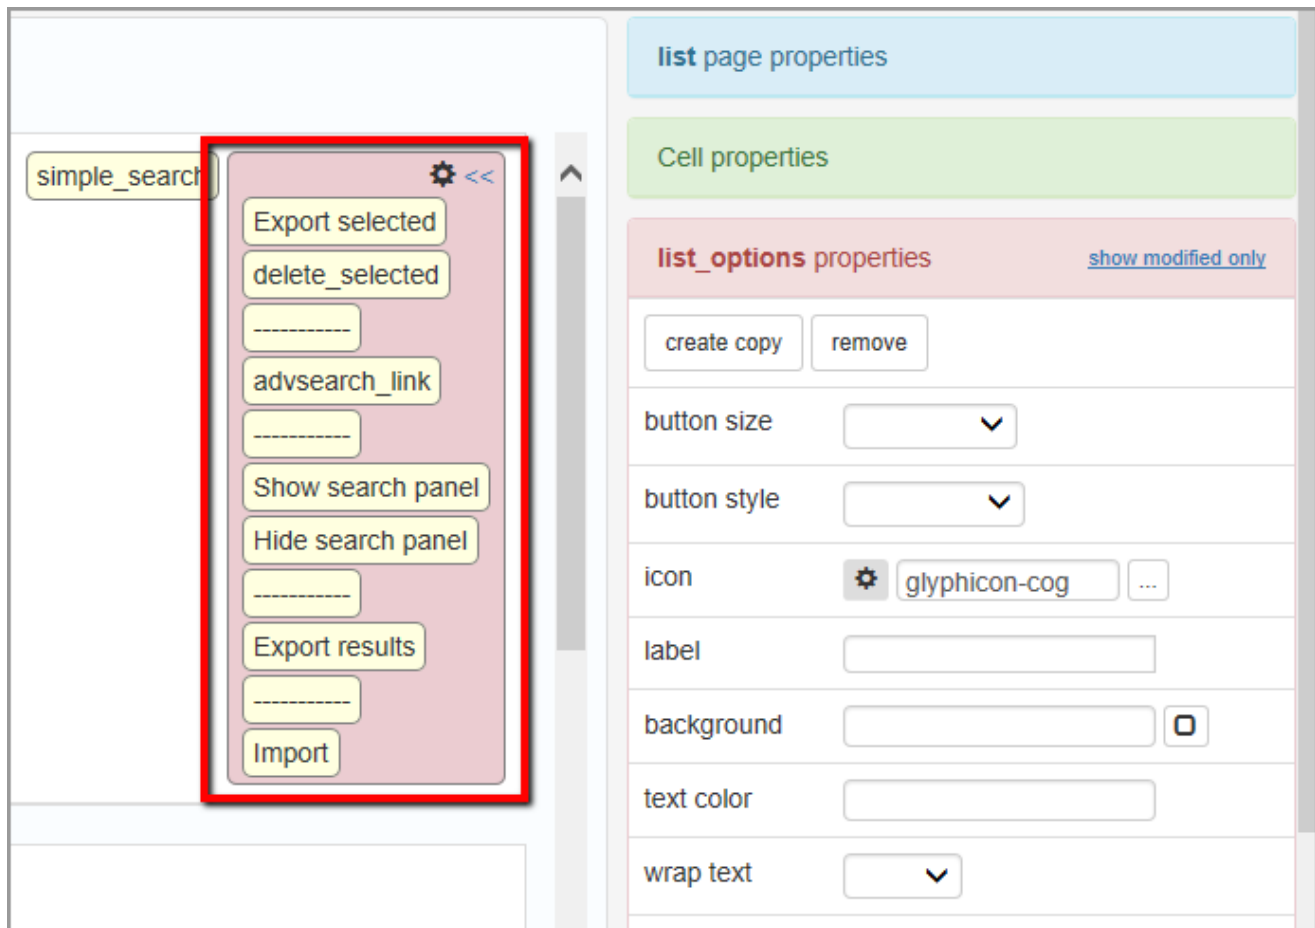 simple_search
<<
Export selected
delete_selected
-----------
advsearch_link
-----------
Show search panel
Hide search panel
-----------
Export results
-----------
Import
list page properties
Cell properties
list_options properties show modified only
create copy remove
button size
button style
icon glyphicon-cog ...
label
background
text color
wrap text